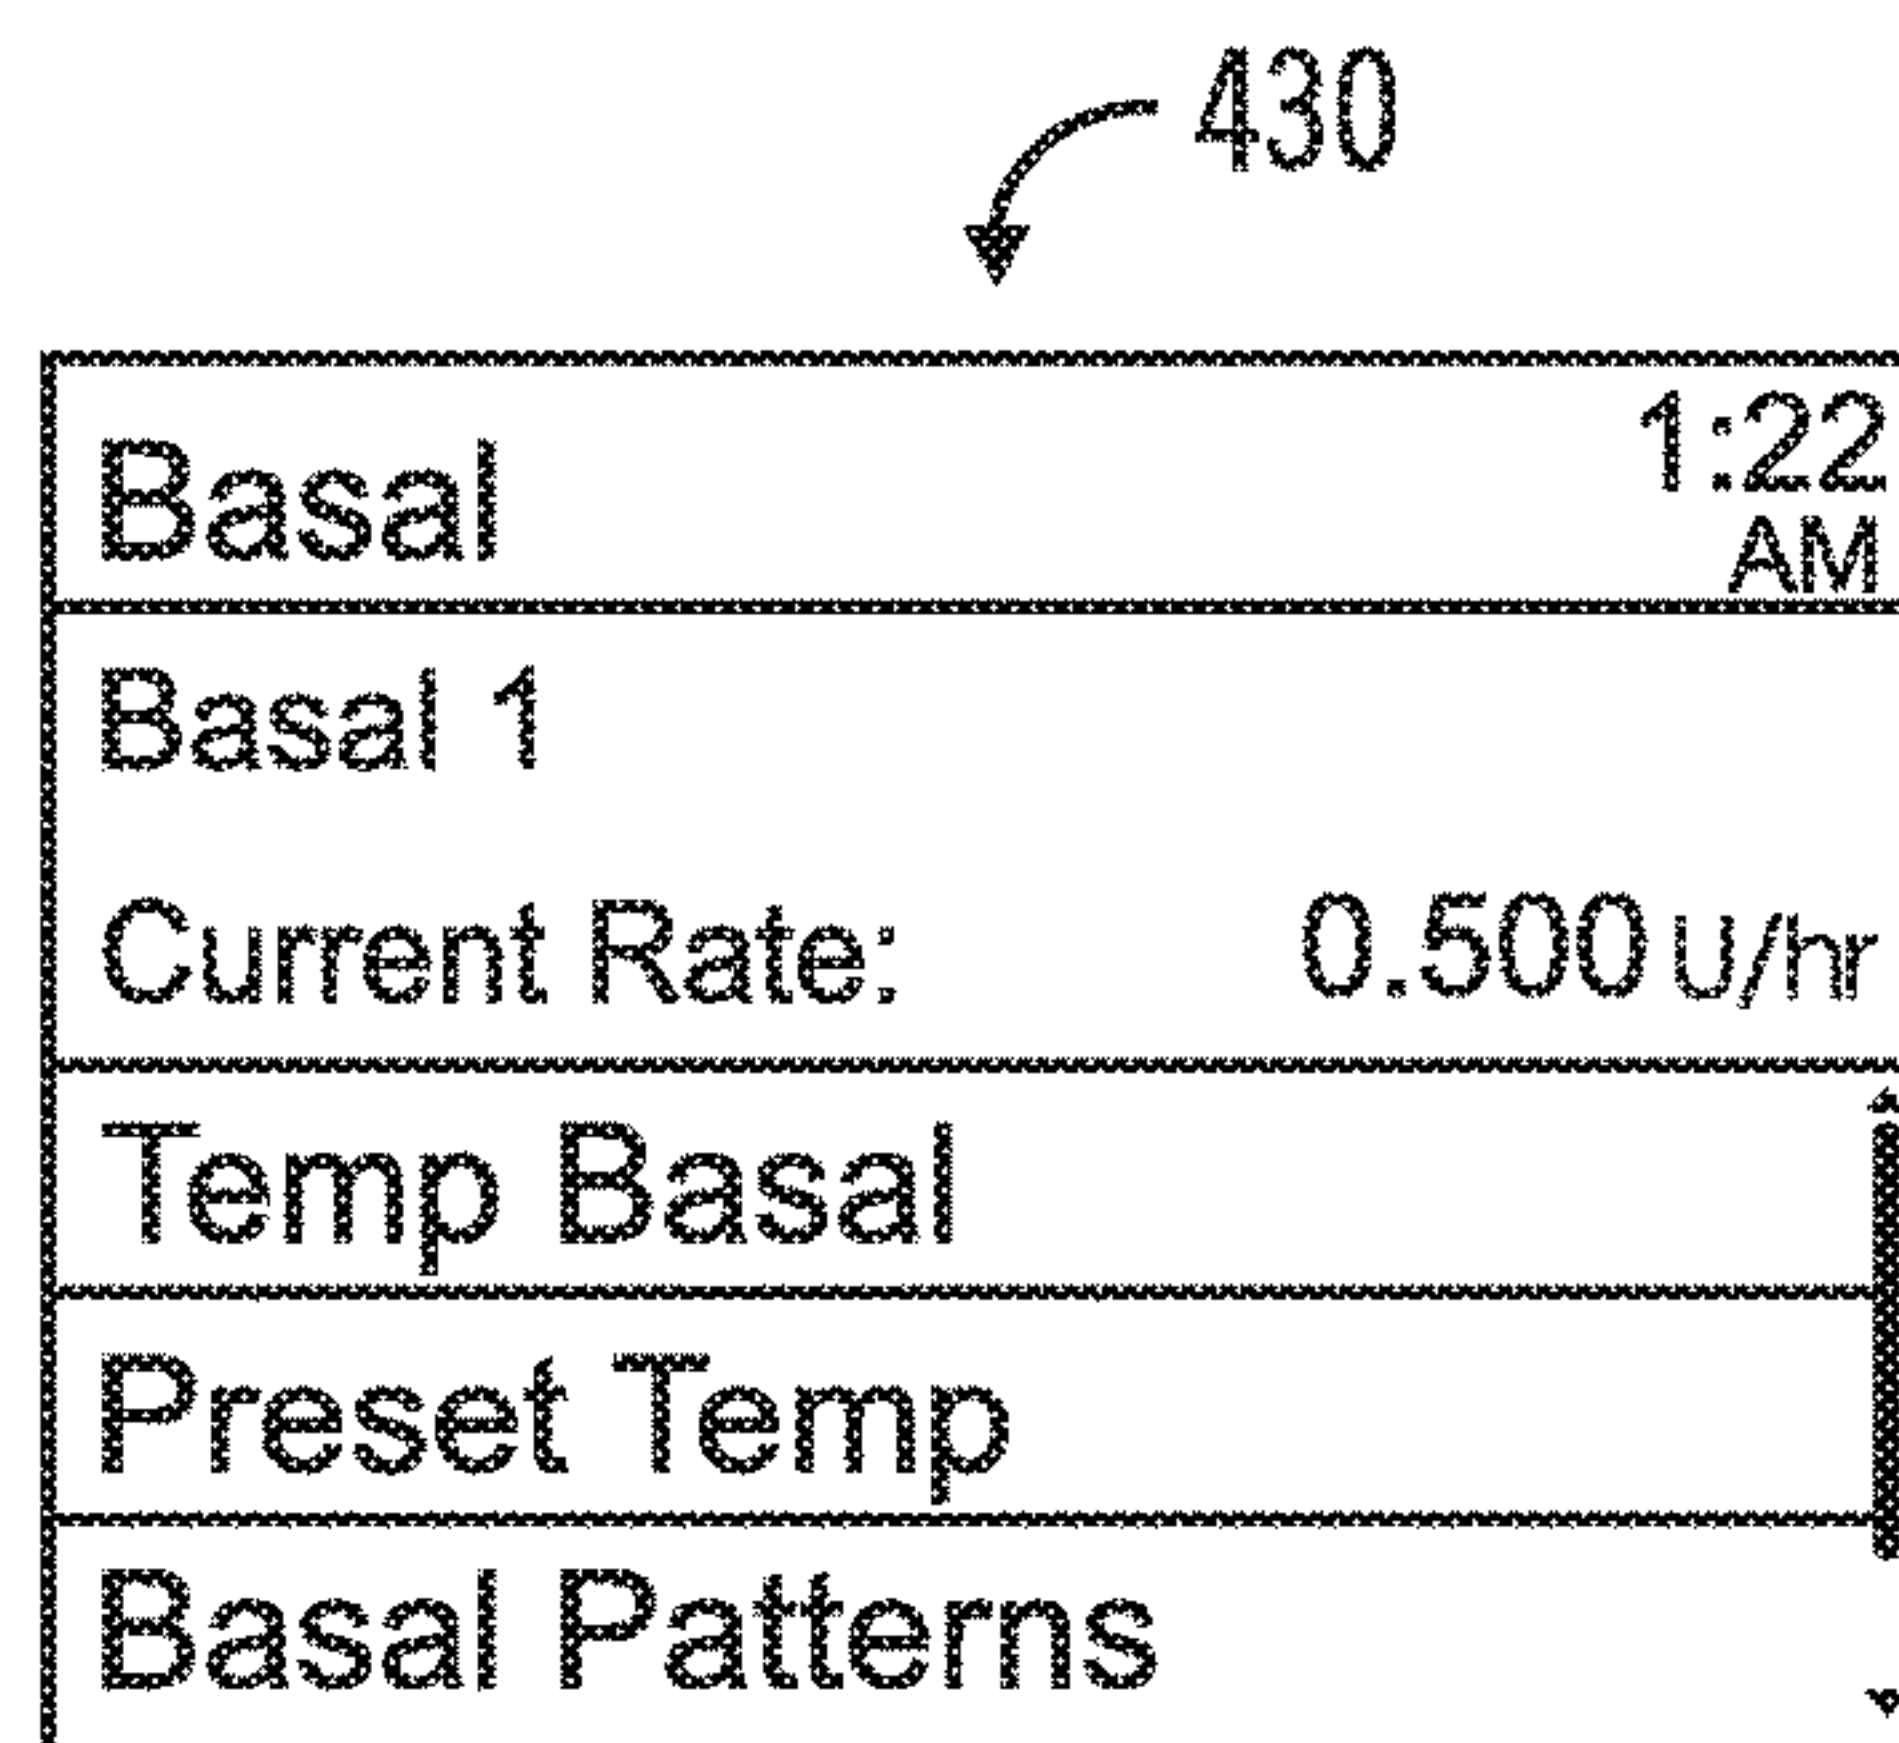 430
Basal 1:22
AM
Basal 1
Current Rate: 0.500 U/hr
Temp Basal
Preset Temp
Basal Patterns